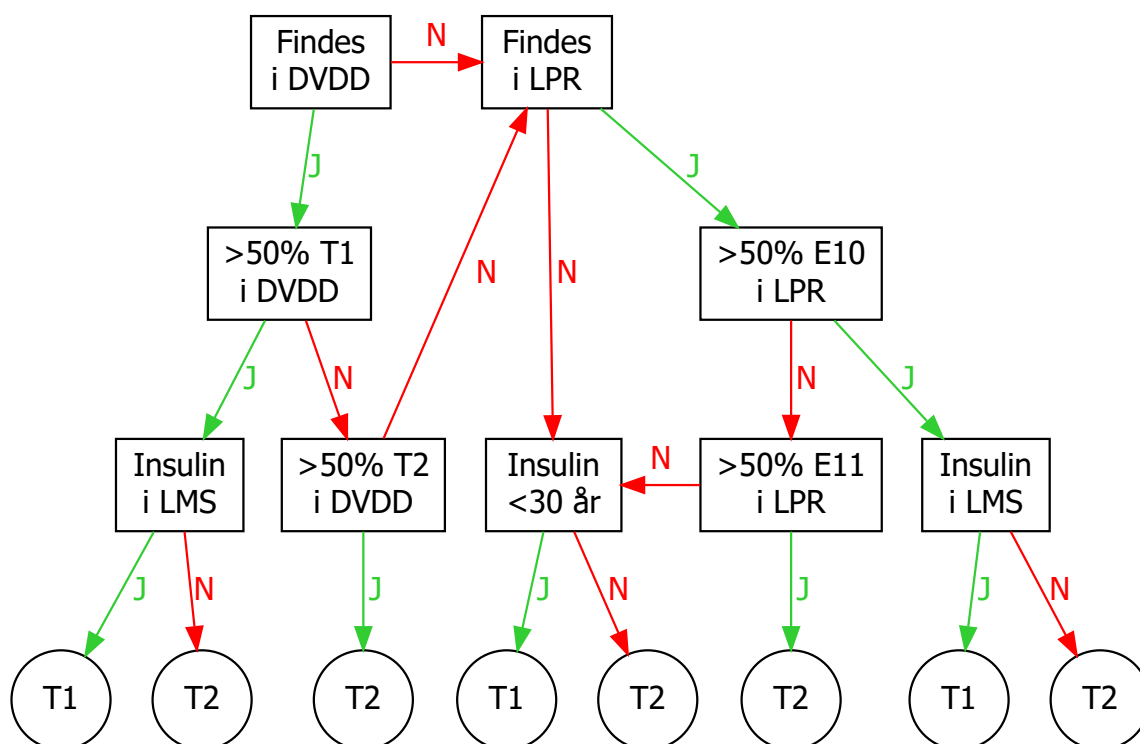 Findes
i DVDD
N
Findes
i LPR
J
J
>50% T1
i DVDD
N
N
>50% E10
i LPR
J
N
N
J
Insulin
i LMS
>50% T2
i DVDD
Insulin
<30 år
N
>50% E11
i LPR
Insulin
i LMS
J
N
J
J
N
J
J
N
T1
T2
T2
T1
T2
T2
T1
T2